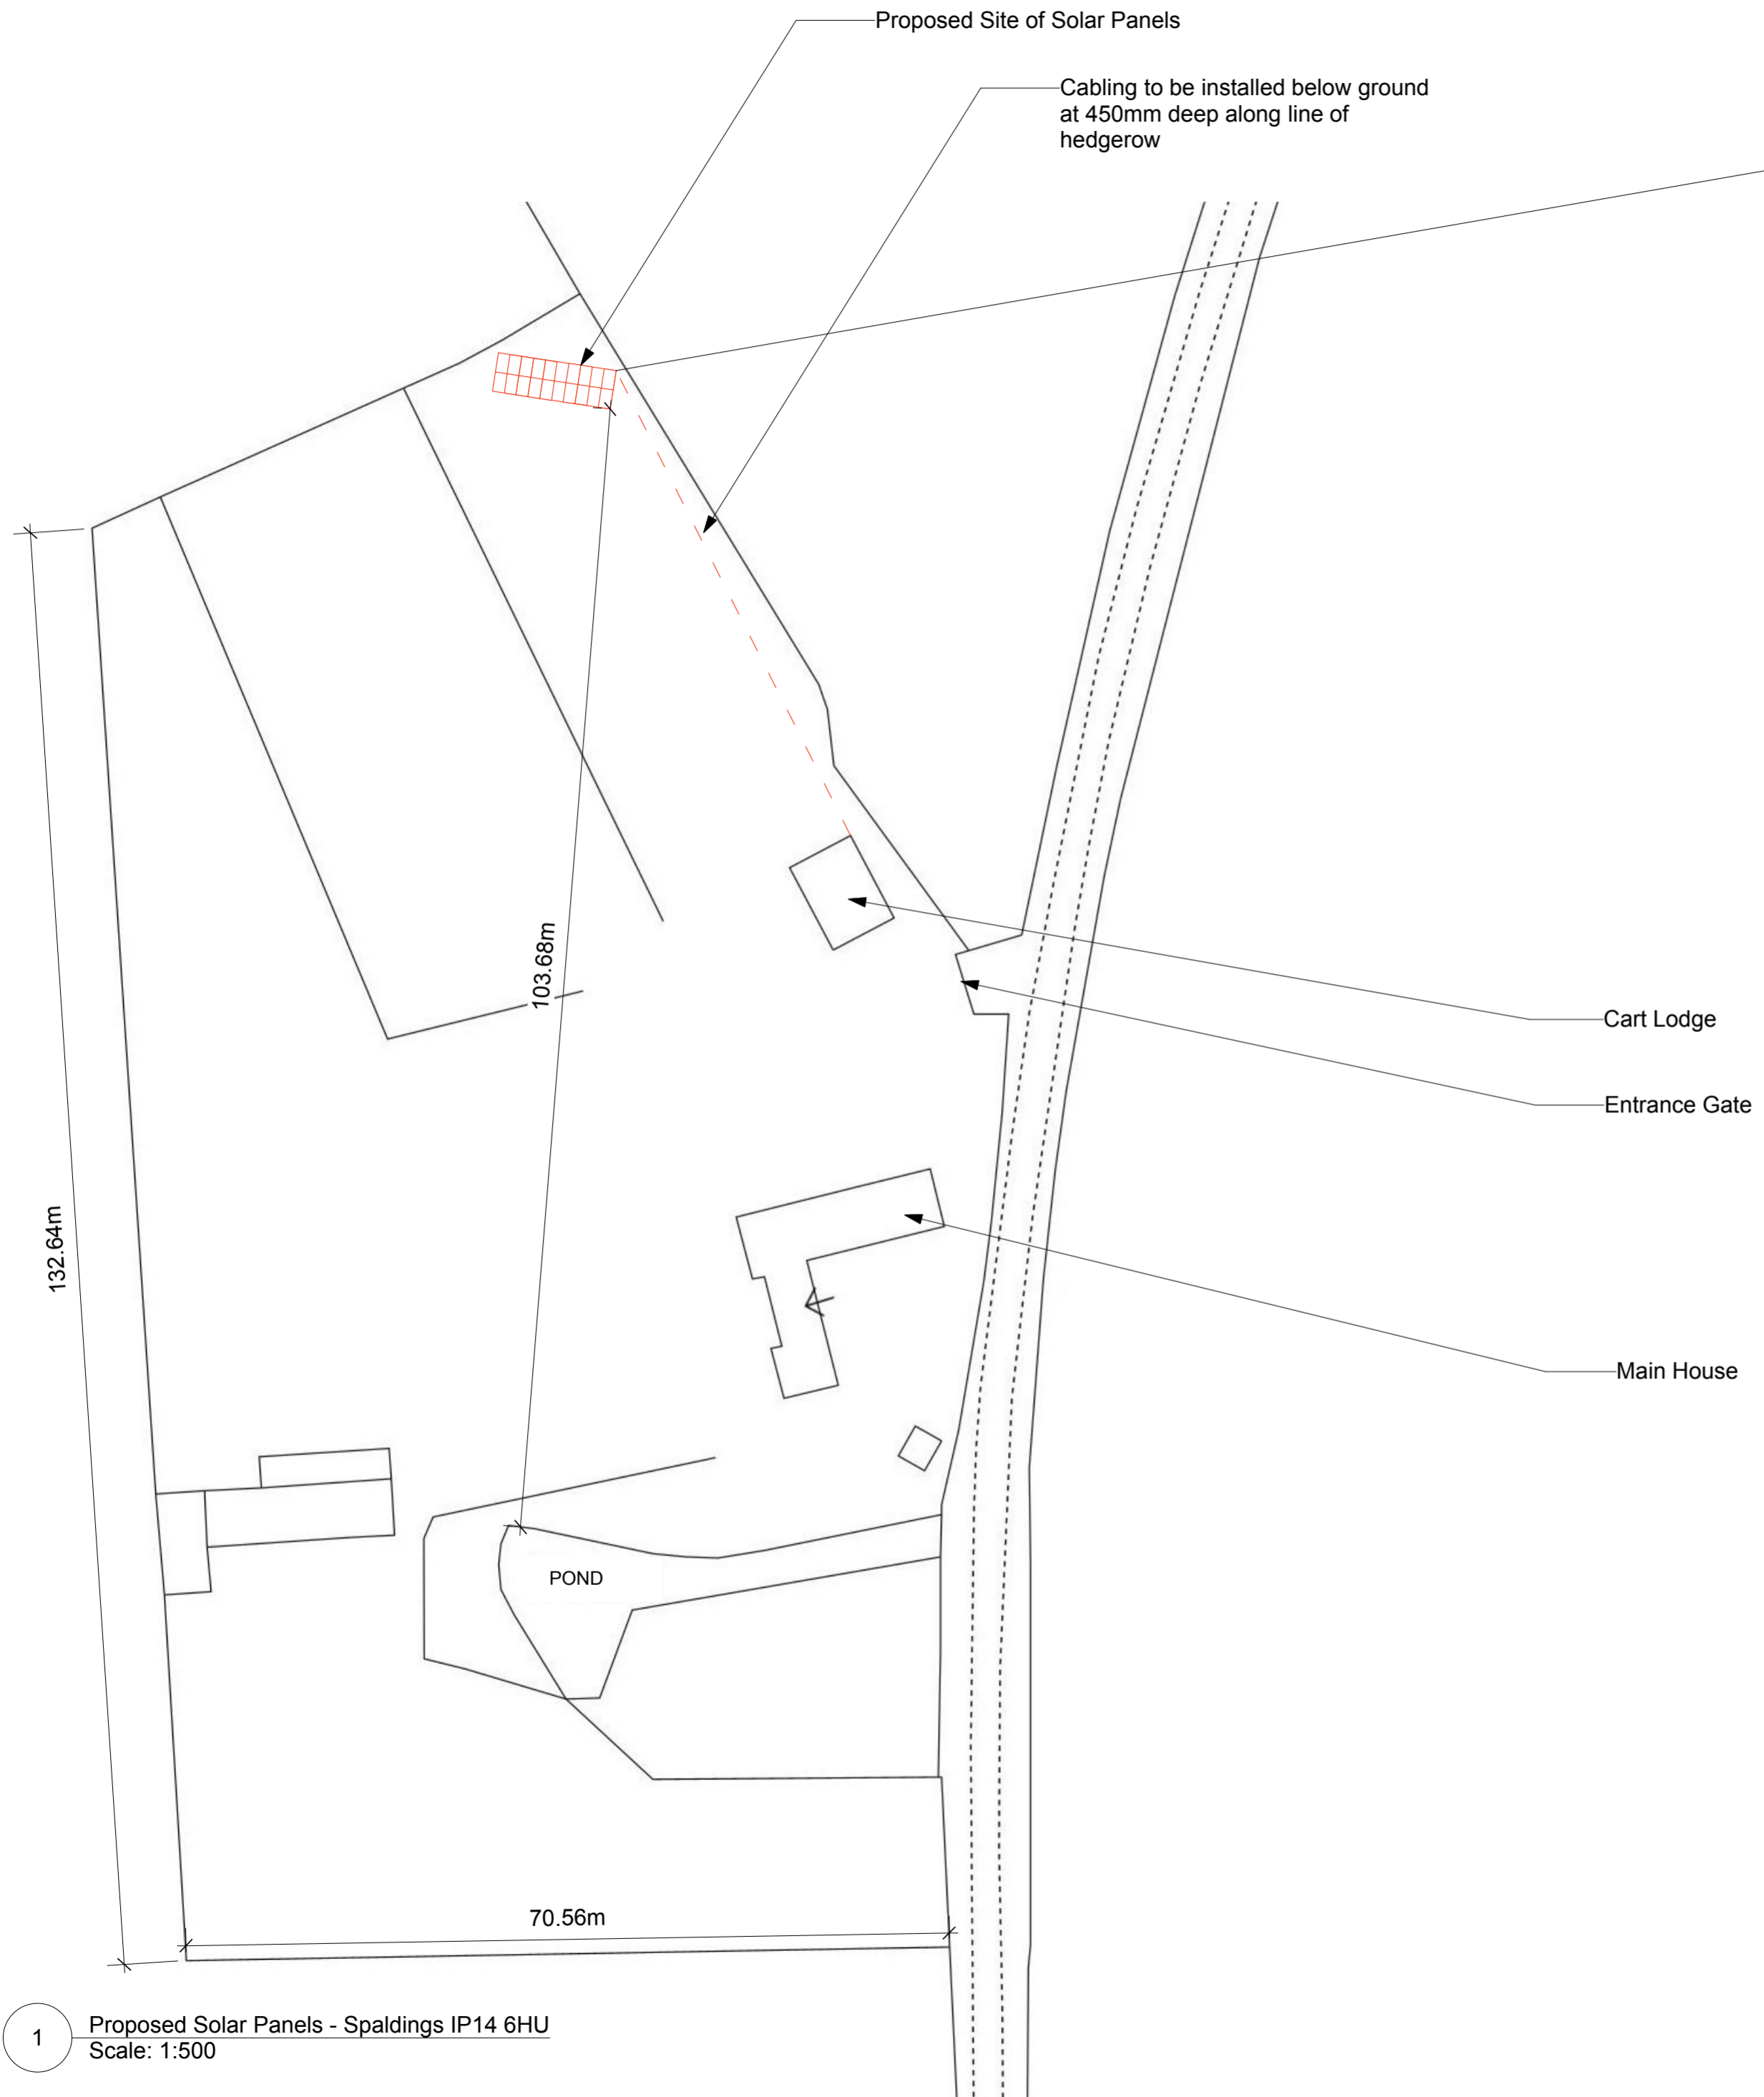 Proposed Site of Solar Panels
Cabling to be installed below ground
at 450mm deep along line of
hedgerow
103.68m
Cart Lodge
Entrance Gate
132.64m
Main House
POND
70.56m
1
Proposed Solar Panels - Spaldings IP14 6HU
Scale: 1:500